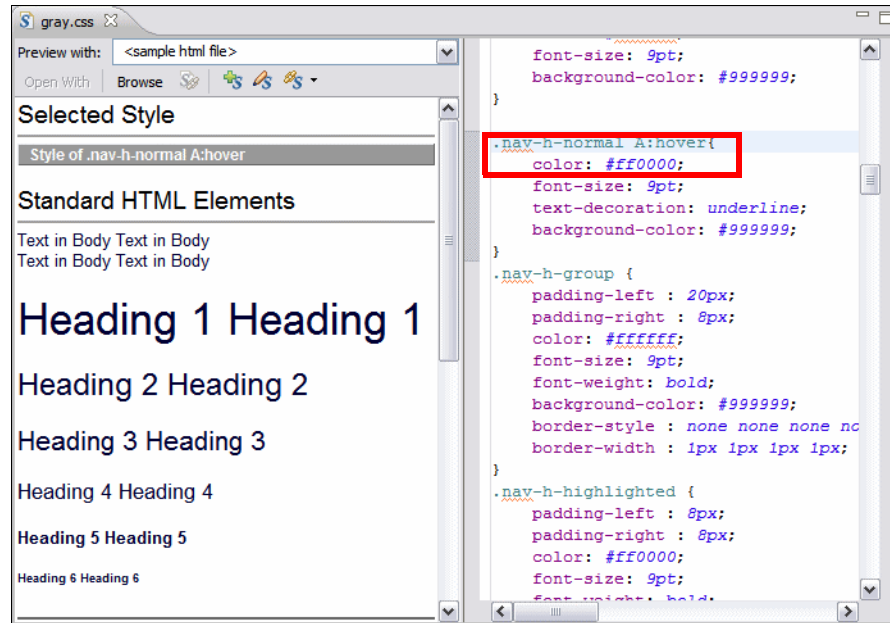 gray.css
Preview with: <sample html file>
Open With Browse
Selected Style
Style of .nav-h-normal A:hover
Standard HTML Elements
Text in Body Text in Body
Text in Body Text in Body
Heading 1 Heading 1
Heading 2 Heading 2
Heading 3 Heading 3
Heading 4 Heading 4
Heading 5 Heading 5
Heading 6 Heading 6
font-size: 9pt;
background-color: #999999;
}
.nav-h-normal A:hover{
color: #ff0000;
font-size: 9pt;
text-decoration: underline;
background-color: #999999;
}
.nav-h-group {
padding-left : 20px;
padding-right : 8px;
color: #ffffff;
font-size: 9pt;
font-weight: bold;
background-color: #999999;
border-style : none none none no
border-width : 1px 1px 1px 1px;
}
.nav-h-highlighted {
padding-left : 8px;
padding-right : 8px;
color: #ff0000;
font-size: 9pt;
font-weight: bold;